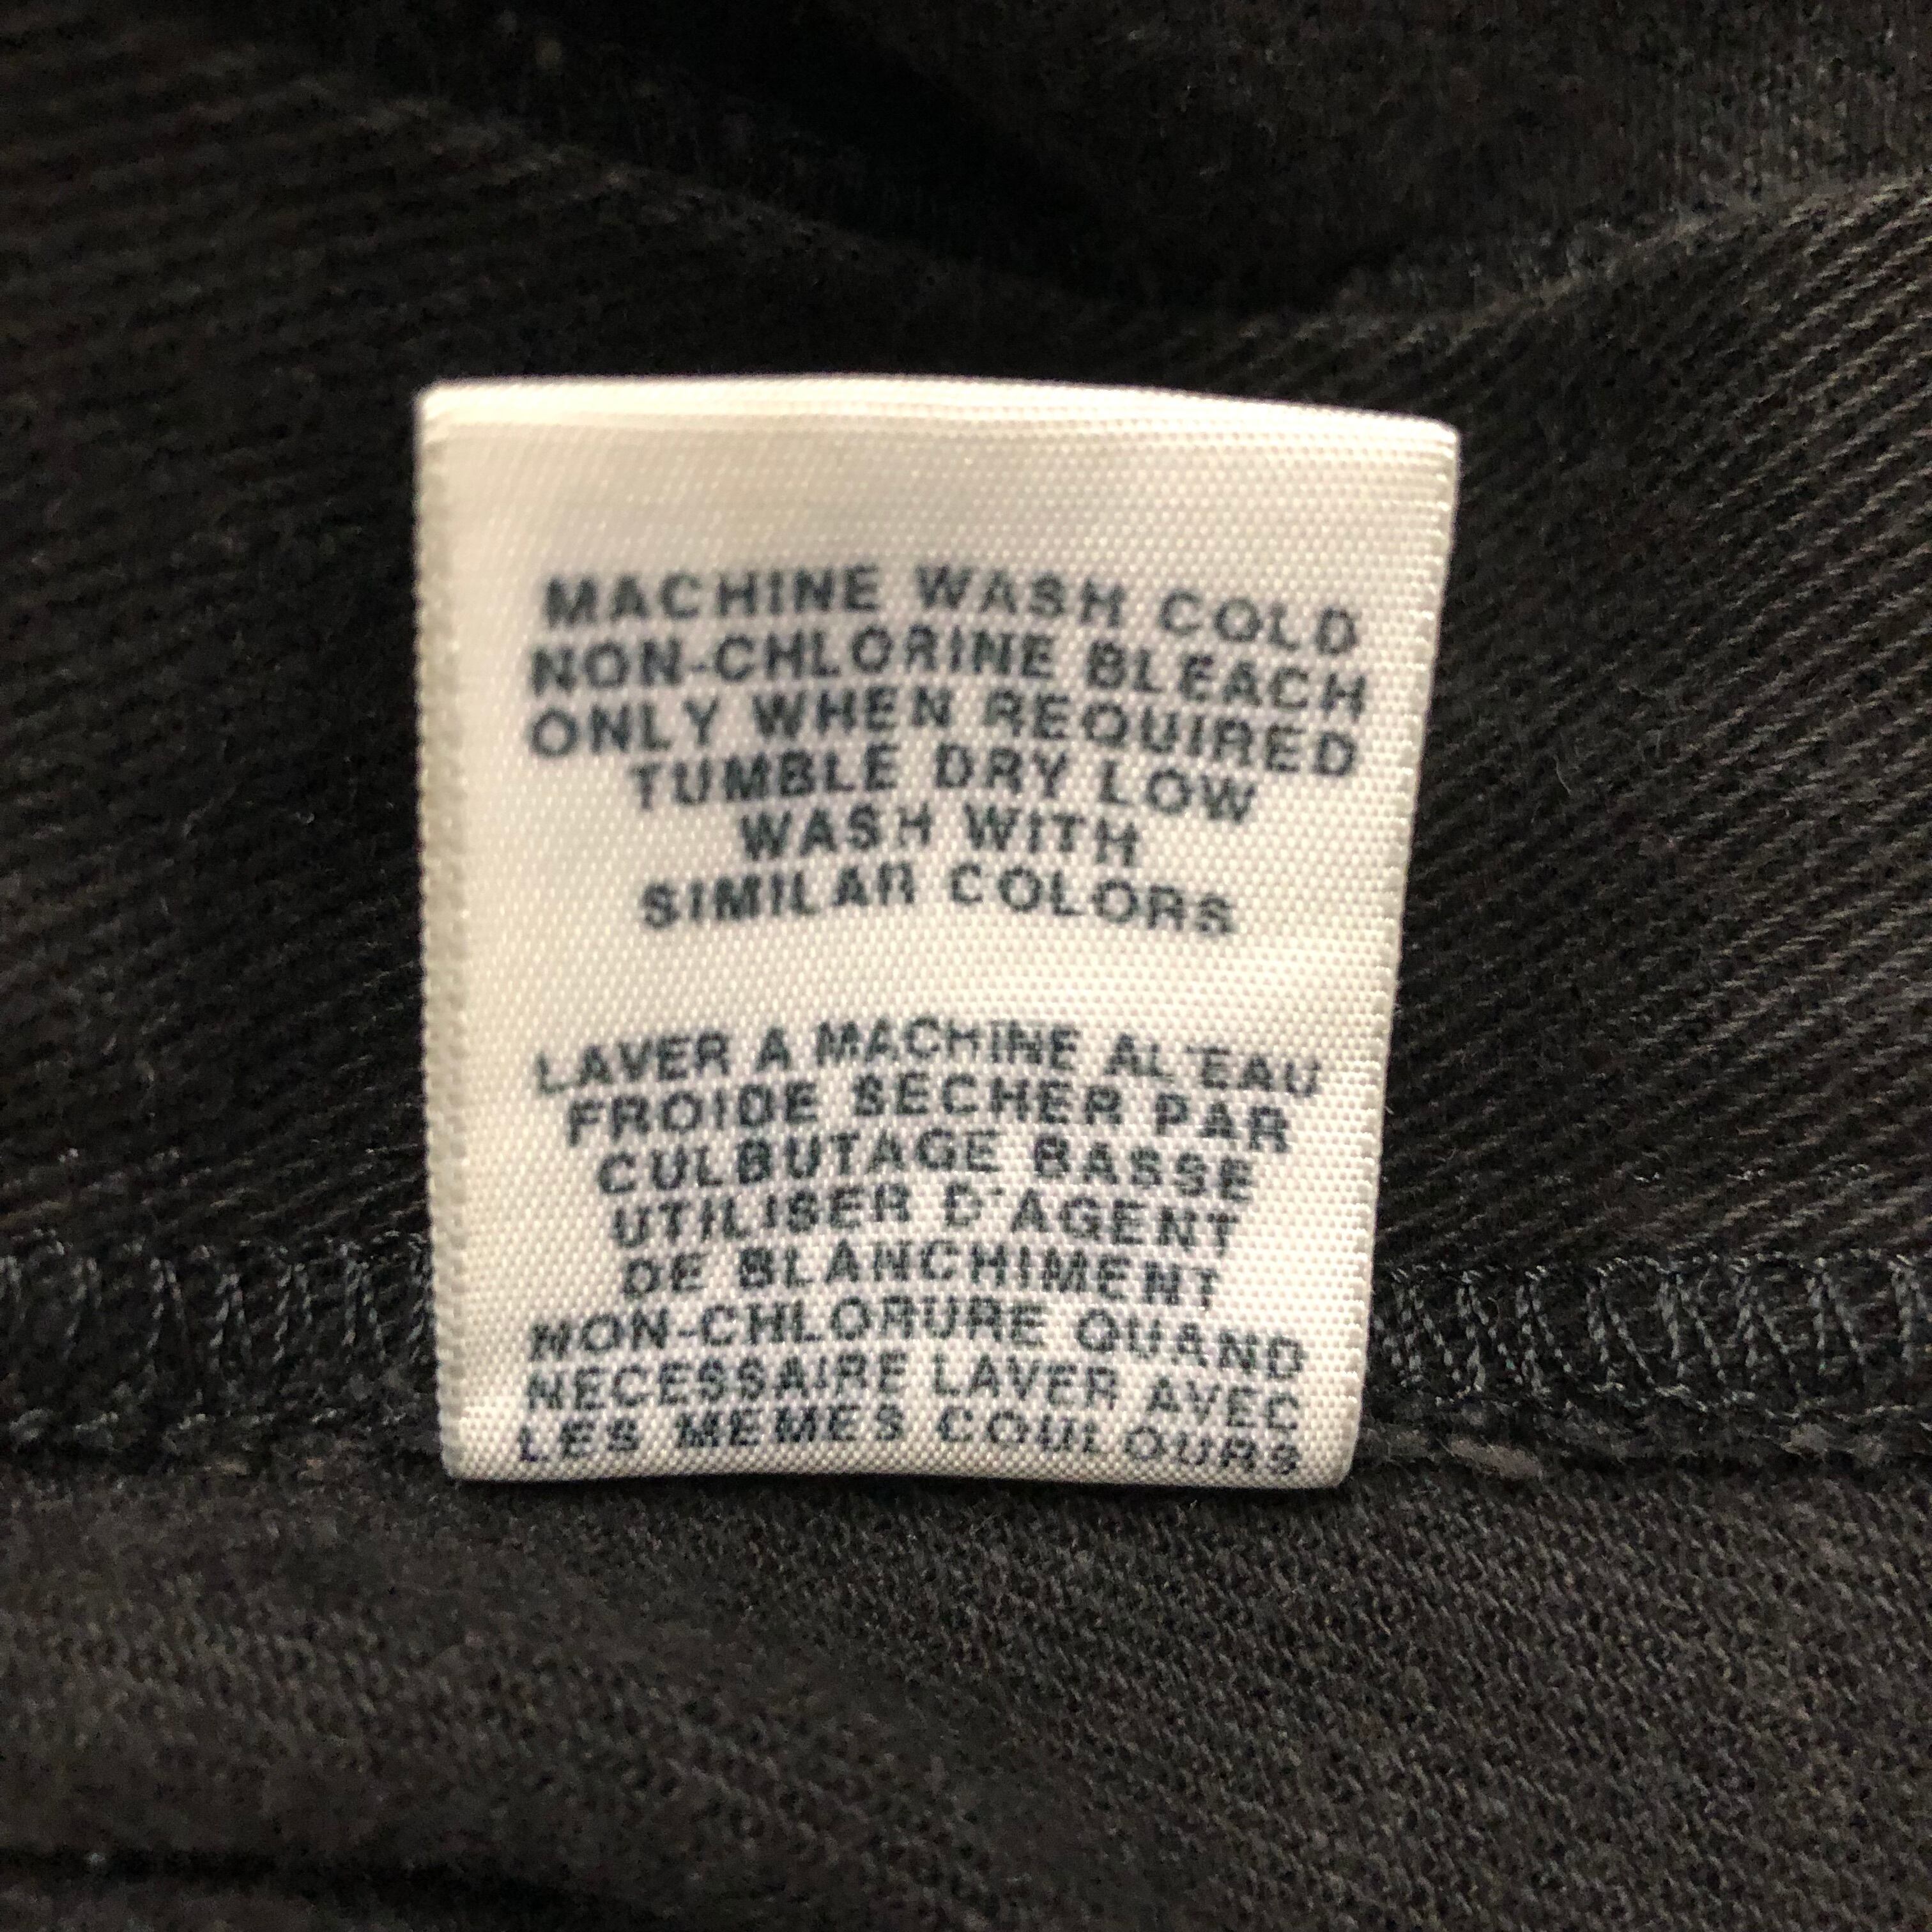 MACHINE WASH COLD
NON-CHLORINE BLEACH
ONLY WHEN REQUIRED
TUMBLE DRY LOW
WASH WITH
SIMILAR COLORS
LAVER A MACHINE AL'EAU
FROIDE SECHER PAR
CULBUTAGE BASSE
UTILISER D'AGENT
DE BLANCHIMENT
NON-CHLORURE QUAND
NECESSAIRE LAVER AVEC
LES MEMES COULOURS